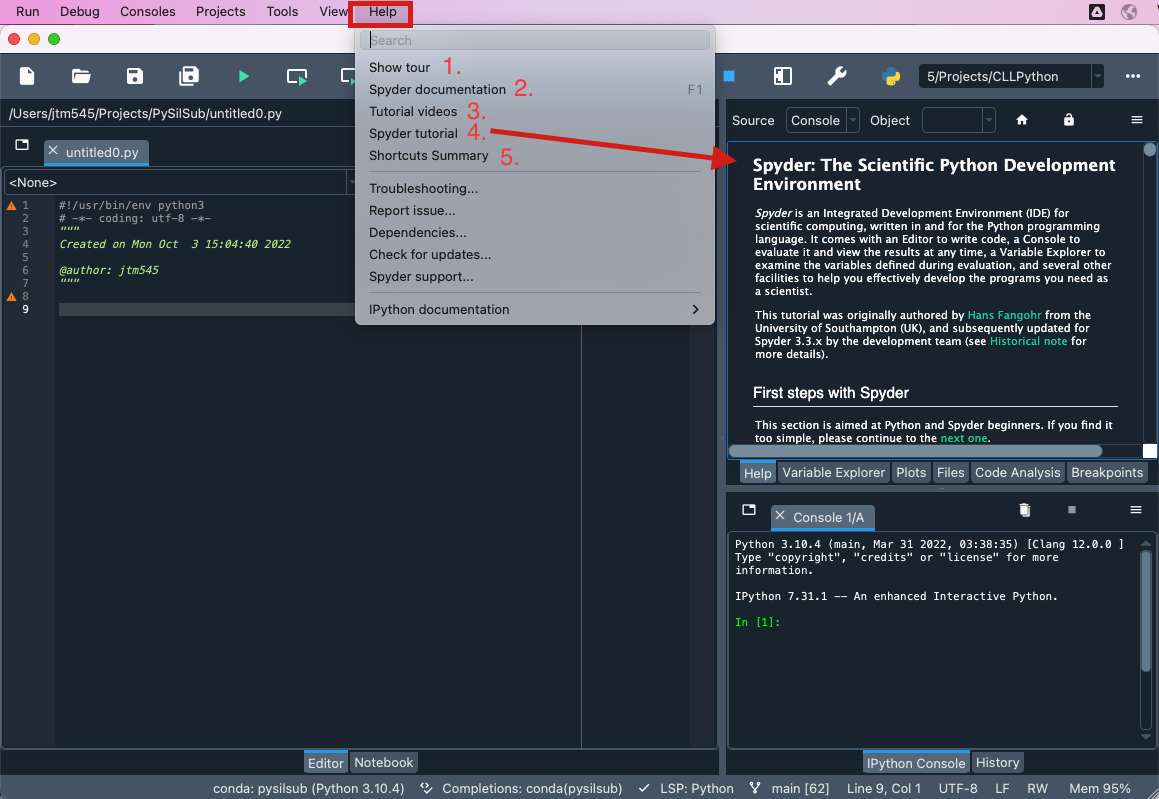 Run Debug Consoles Projects Tools View Help
Search
Show tour 1.
Spyder documentation 2. F1
Tutorial videos 3.
Spyder tutorial 4.
Shortcuts Summary 5.
Troubleshooting...
Report issue...
Dependencies...
Check for updates...
Spyder support...
IPython documentation
5/Projects/CLLPython
/Users/jtm545/Projects/PySilSub/untitled0.py
untitled0.py
<None>
1 #!/usr/bin/env python3
2 # -*- coding: utf-8 -*-
3 """
4 Created on Mon Oct  3 15:04:40 2022
5
6 @author: jtm545
7 """
8
9
Source Console Object
Spyder: The Scientific Python Development
Environment
Spyder is an Integrated Development Environment (IDE) for
scientific computing, written in and for the Python programming
language. It comes with an Editor to write code, a Console to
evaluate it and view the results at any time, a Variable Explorer to
examine the variables defined during evaluation, and several other
facilities to help you effectively develop the programs you need as
a scientist.
This tutorial was originally authored by Hans Fangohr from the
University of Southampton (UK), and subsequently updated for
Spyder 3.3.x by the development team (see Historical note for
more details).
First steps with Spyder
This section is aimed at Python and Spyder beginners. If you find it
too simple, please continue to the next one.
Help Variable Explorer Plots Files Code Analysis Breakpoints
Console 1/A
Python 3.10.4 (main, Mar 31 2022, 03:38:35) [Clang 12.0.0 ]
Type "copyright", "credits" or "license" for more
information.
IPython 7.31.1 -- An enhanced Interactive Python.
In [1]:
Editor Notebook
IPython Console History
conda: pysilsub (Python 3.10.4) Completions: conda(pysilsub) LSP: Python main [62] Line 9, Col 1 UTF-8 LF RW Mem 95%